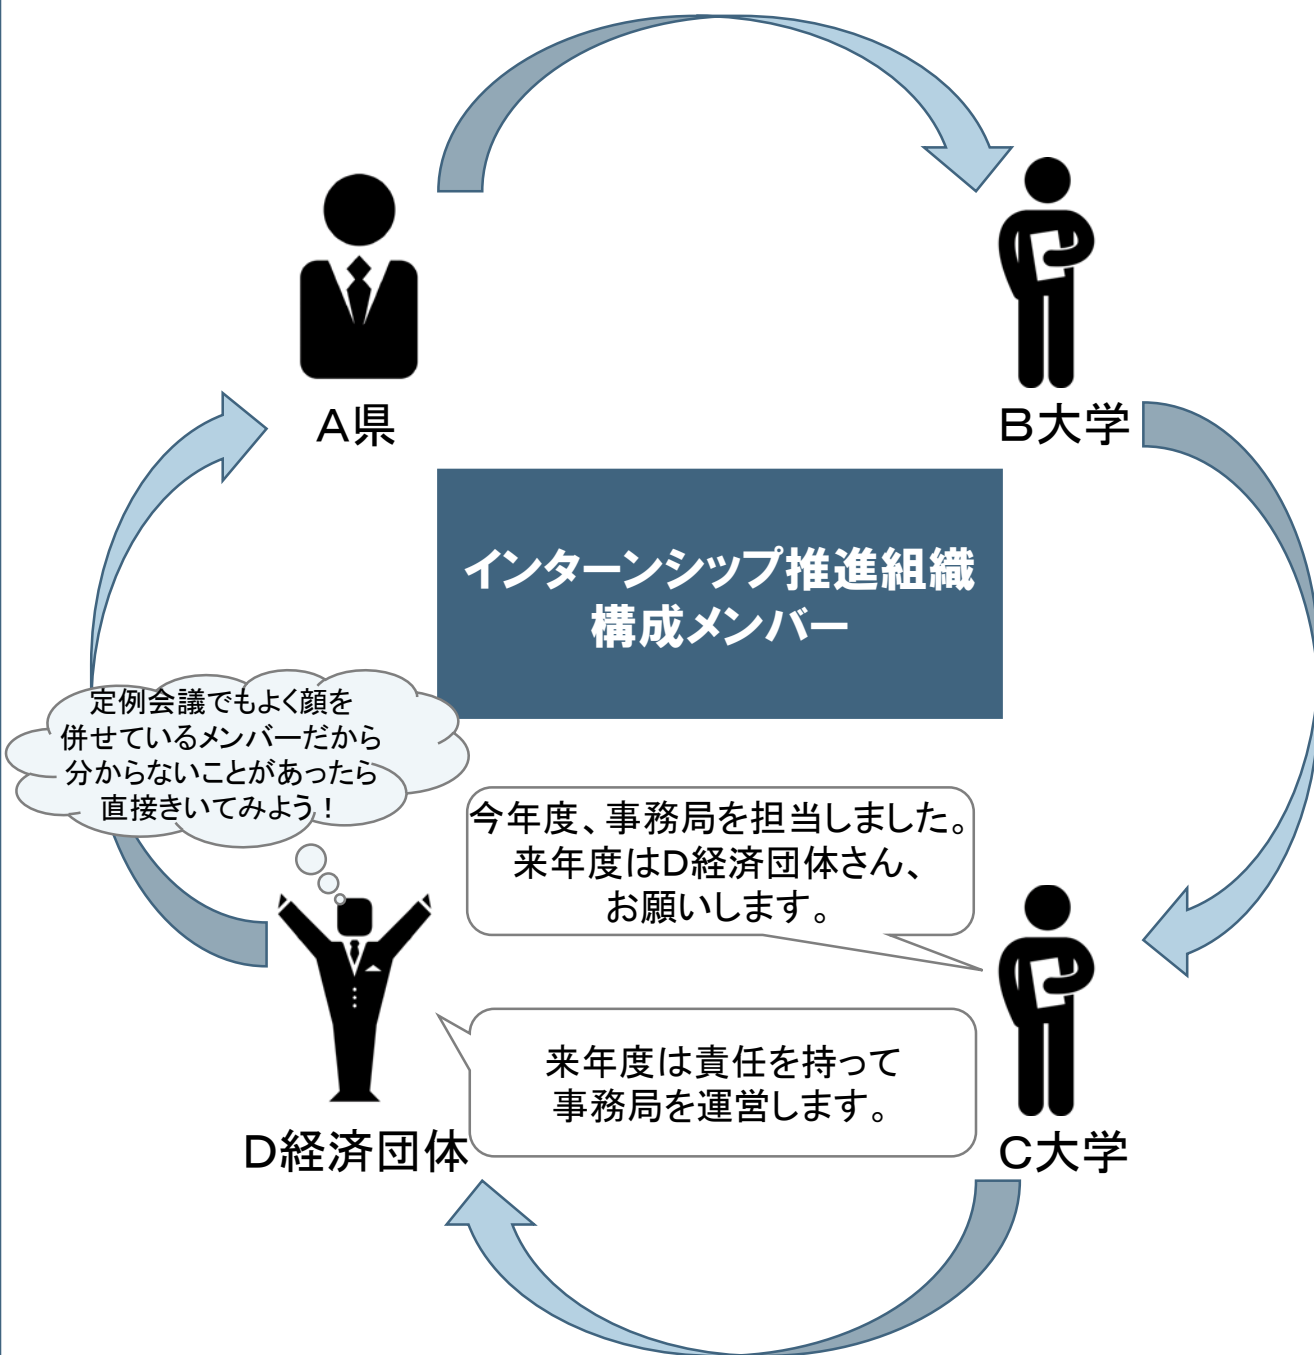 A県
B大学
インターンシップ推進組織
構成メンバー
定例会議でもよく顔を
併せているメンバーだから
分からないことがあったら
直接きいてみよう！
今年度、事務局を担当しました。
来年度はD経済団体さん、
お願いします。
来年度は責任を持って
事務局を運営します。
D経済団体
C大学